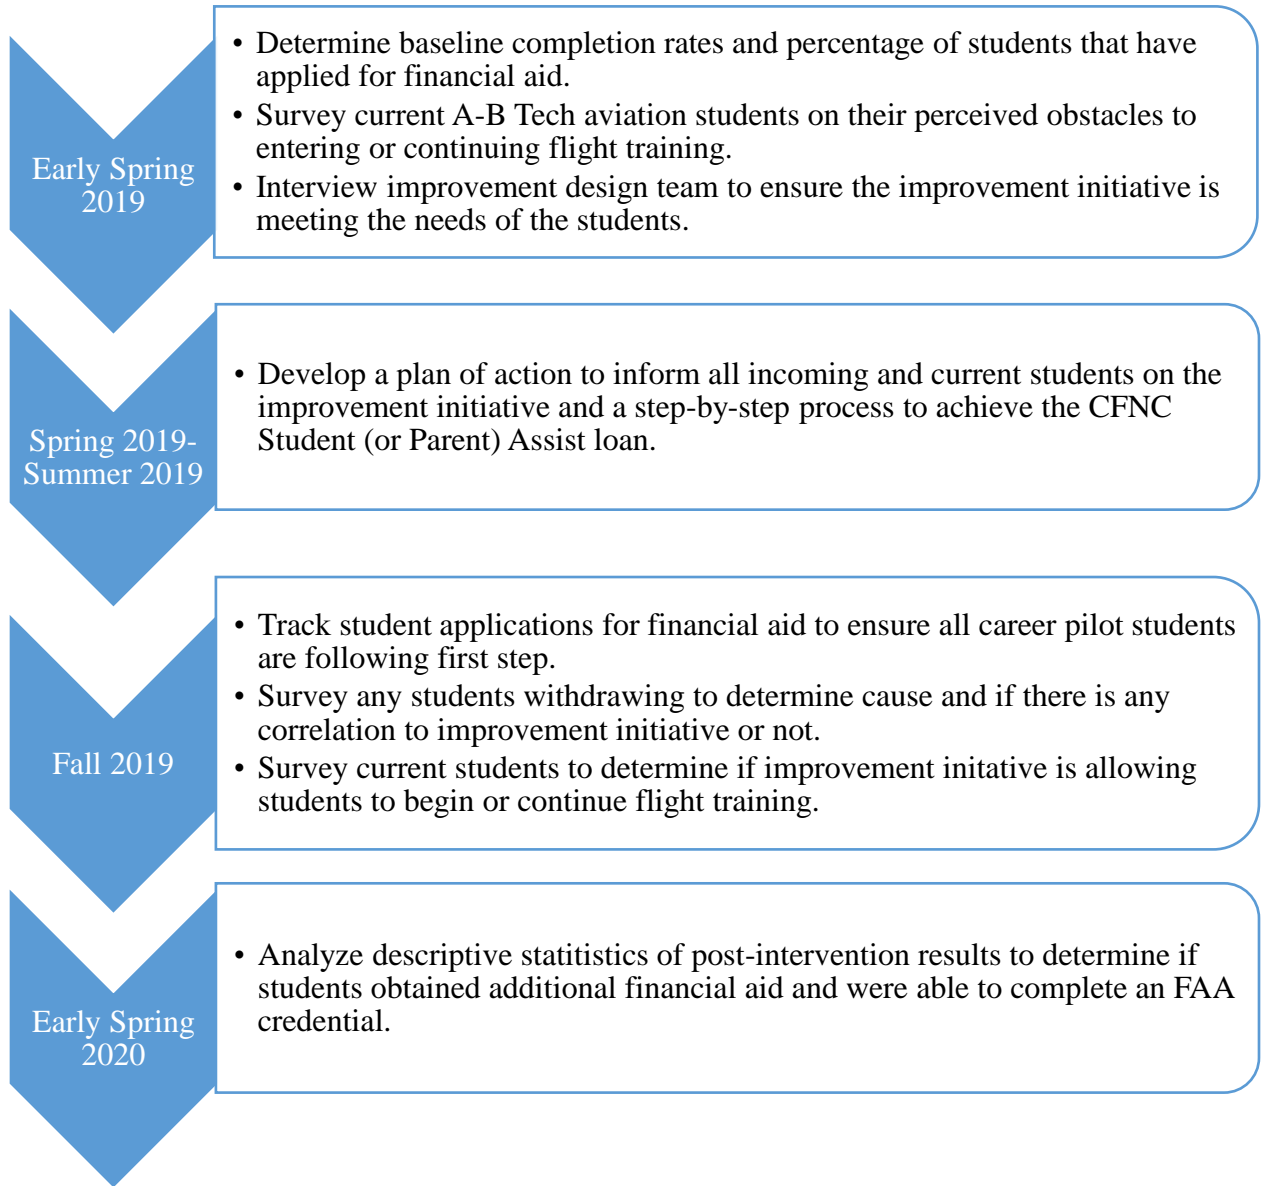 Early Spring
2019
• Determine baseline completion rates and percentage of students that have
applied for financial aid.
• Survey current A-B Tech aviation students on their perceived obstacles to
entering or continuing flight training.
• Interview improvement design team to ensure the improvement initiative is
meeting the needs of the students.
Spring 2019-
Summer 2019
• Develop a plan of action to inform all incoming and current students on the
improvement initiative and a step-by-step process to achieve the CFNC
Student (or Parent) Assist loan.
Fall 2019
• Track student applications for financial aid to ensure all career pilot students
are following first step.
• Survey any students withdrawing to determine cause and if there is any
correlation to improvement initiative or not.
• Survey current students to determine if improvement initative is allowing
students to begin or continue flight training.
Early Spring
2020
• Analyze descriptive statitistics of post-intervention results to determine if
students obtained additional financial aid and were able to complete an FAA
credential.